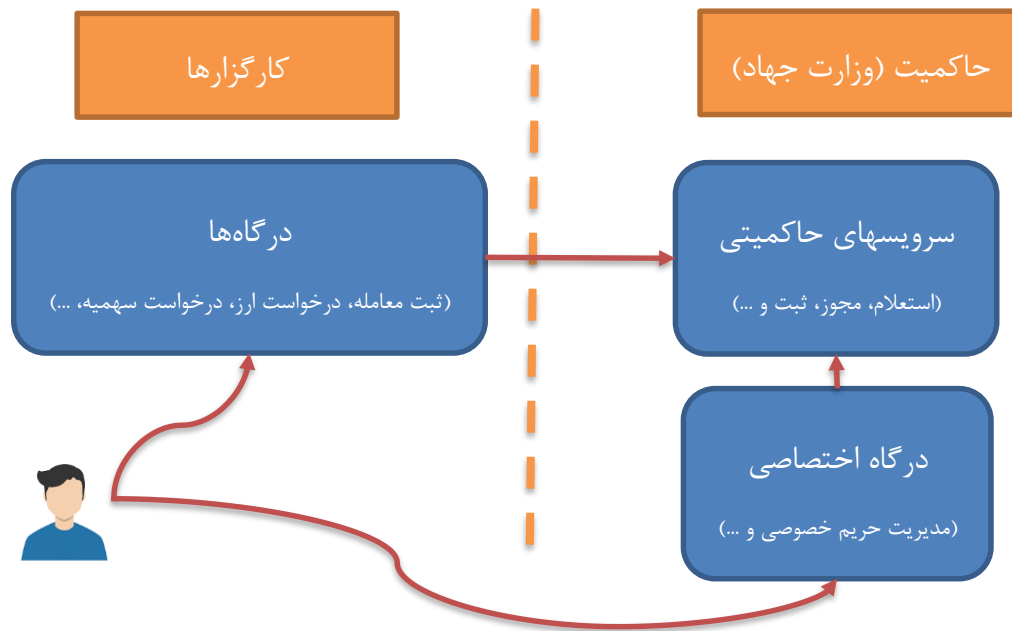 حاکمیت (وزارت جهاد)
کارگزارها
درگاه‌ها
(ثبت معامله، درخواست ارز، درخواست سهمیه، ...)
سرویسهای حاکمیتی
(استعلام، مجوز، ثبت و ...)
درگاه اختصاصی
(مدیریت حریم خصوصی و ...)